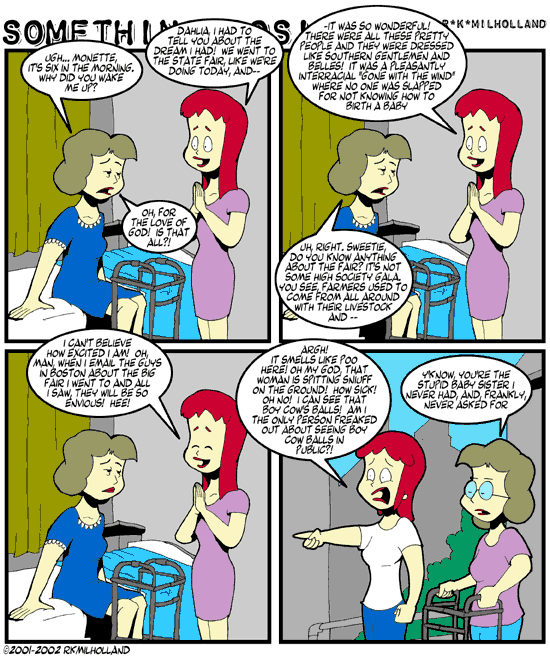 SOMETHIN
R*K*MILHOLLAND
UGH... MONETTE,
IT'S SIX IN THE MORNING.
WHY DID YOU WAKE
ME UP?
DAHLIA, I HAD TO
TELL YOU ABOUT THE
DREAM I HAD! WE WENT TO
THE STATE FAIR, LIKE WE'RE
DOING TODAY, AND--
OH, FOR
THE LOVE OF
GOD! IS THAT
ALL?!
-IT WAS SO WONDERFUL!
THERE WERE ALL THESE PRETTY
PEOPLE AND THEY WERE DRESSED
LIKE SOUTHERN GENTLEMEN AND
BELLES! IT WAS A PLEASANTLY
INTERRACIAL "GONE WITH THE WIND"
WHERE NO ONE WAS SLAPPED
FOR NOT KNOWING HOW TO
BIRTH A BABY
UH, RIGHT. SWEETIE,
DO YOU KNOW ANYTHING
ABOUT THE FAIR? IT'S NOT
SOME HIGH SOCIETY GALA.
YOU SEE, FARMERS USED TO
COME FROM ALL AROUND
WITH THEIR LIVESTOCK
AND --
I CAN'T BELIEVE
HOW EXCITED I AM! OH,
MAN, WHEN I EMAIL THE GUYS
IN BOSTON ABOUT THE BIG
FAIR I WENT TO AND ALL
I SAW, THEY WILL BE SO
ENVIOUS! HEE!
ARGH!
IT SMELLS LIKE POO
HERE! OH MY GOD, THAT
WOMAN IS SPITTING SNUFF
ON THE GROUND! HOW SICK!
OH NO! I CAN SEE THAT
BOY COW'S BALLS! AM I
THE ONLY PERSON FREAKED
OUT ABOUT SEEING BOY
COW BALLS IN
PUBLIC?!
Y'KNOW, YOU'RE THE
STUPID BABY SISTER I
NEVER HAD, AND, FRANKLY,
NEVER ASKED FOR
©2001-2002 RKMILHOLLAND